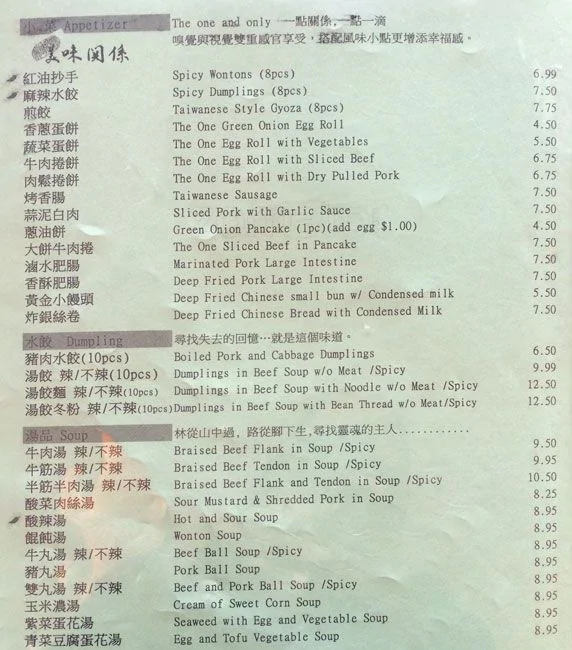 小 菜 Appetizer The one and only 一點關係,一點一滴
嗅覺與視覺雙重感官享受，搭配風味小點更增添幸福感。
美味関係
紅油抄手 Spicy Wontons (8pcs) 6.99
麻辣水餃 Spicy Dumplings (8pcs) 7.50
煎餃 Taiwanese Style Gyoza (8pcs) 7.75
香蔥蛋餅 The One Green Onion Egg Roll 4.50
蔬菜蛋餅 The One Egg Roll with Vegetables 5.50
牛肉捲餅 The One Egg Roll with Sliced Beef 6.75
肉鬆捲餅 The One Egg Roll with Dry Pulled Pork 6.75
烤香腸 Taiwanese Sausage 7.50
蒜泥白肉 Sliced Pork with Garlic Sauce 7.50
蔥油餅 Green Onion Pancake (1pc)(add egg $1.00) 4.50
大餅牛肉捲 The One Sliced Beef in Pancake 7.50
滷水肥腸 Marinated Pork Large Intestine 7.50
香酥肥腸 Deep Fried Pork Large Intestine 7.50
黃金小饅頭 Deep Fried Chinese small bun w/ Condensed milk 5.50
炸銀絲卷 Deep Fried Chinese Bread with Condensed Milk 7.50
水餃 Dumpling 尋找失去的回憶…就是這個味道。
豬肉水餃(10pcs) Boiled Pork and Cabbage Dumplings 6.50
湯餃 辣/不辣(10pcs) Dumplings in Beef Soup w/o Meat /Spicy 9.99
湯餃麵 辣/不辣(10pcs) Dumplings in Beef Soup with Noodle w/o Meat /Spicy 12.50
湯餃冬粉 辣/不辣(10pcs) Dumplings in Beef Soup with Bean Thread w/o Meat/Spicy 12.50
湯品 Soup 林從山中過，路從腳下生,尋找靈魂的主人............
牛肉湯 辣/不辣 Braised Beef Flank in Soup /Spicy 9.50
牛筋湯 辣/不辣 Braised Beef Tendon in Soup /Spicy 9.95
半筋半肉湯 辣/不辣 Braised Beef Flank and Tendon in Soup /Spicy 10.50
酸菜肉絲湯 Sour Mustard & Shredded Pork in Soup 8.25
酸辣湯 Hot and Sour Soup 8.95
餛飩湯 Wonton Soup 8.95
牛丸湯 辣/不辣 Beef Ball Soup /Spicy 8.95
豬丸湯 Pork Ball Soup 8.95
雙丸湯 辣/不辣 Beef and Pork Ball Soup /Spicy 8.95
玉米濃湯 Cream of Sweet Corn Soup 8.95
紫菜蛋花湯 Seaweed with Egg and Vegetable Soup 8.95
青菜豆腐蛋花湯 Egg and Tofu Vegetable Soup 8.95